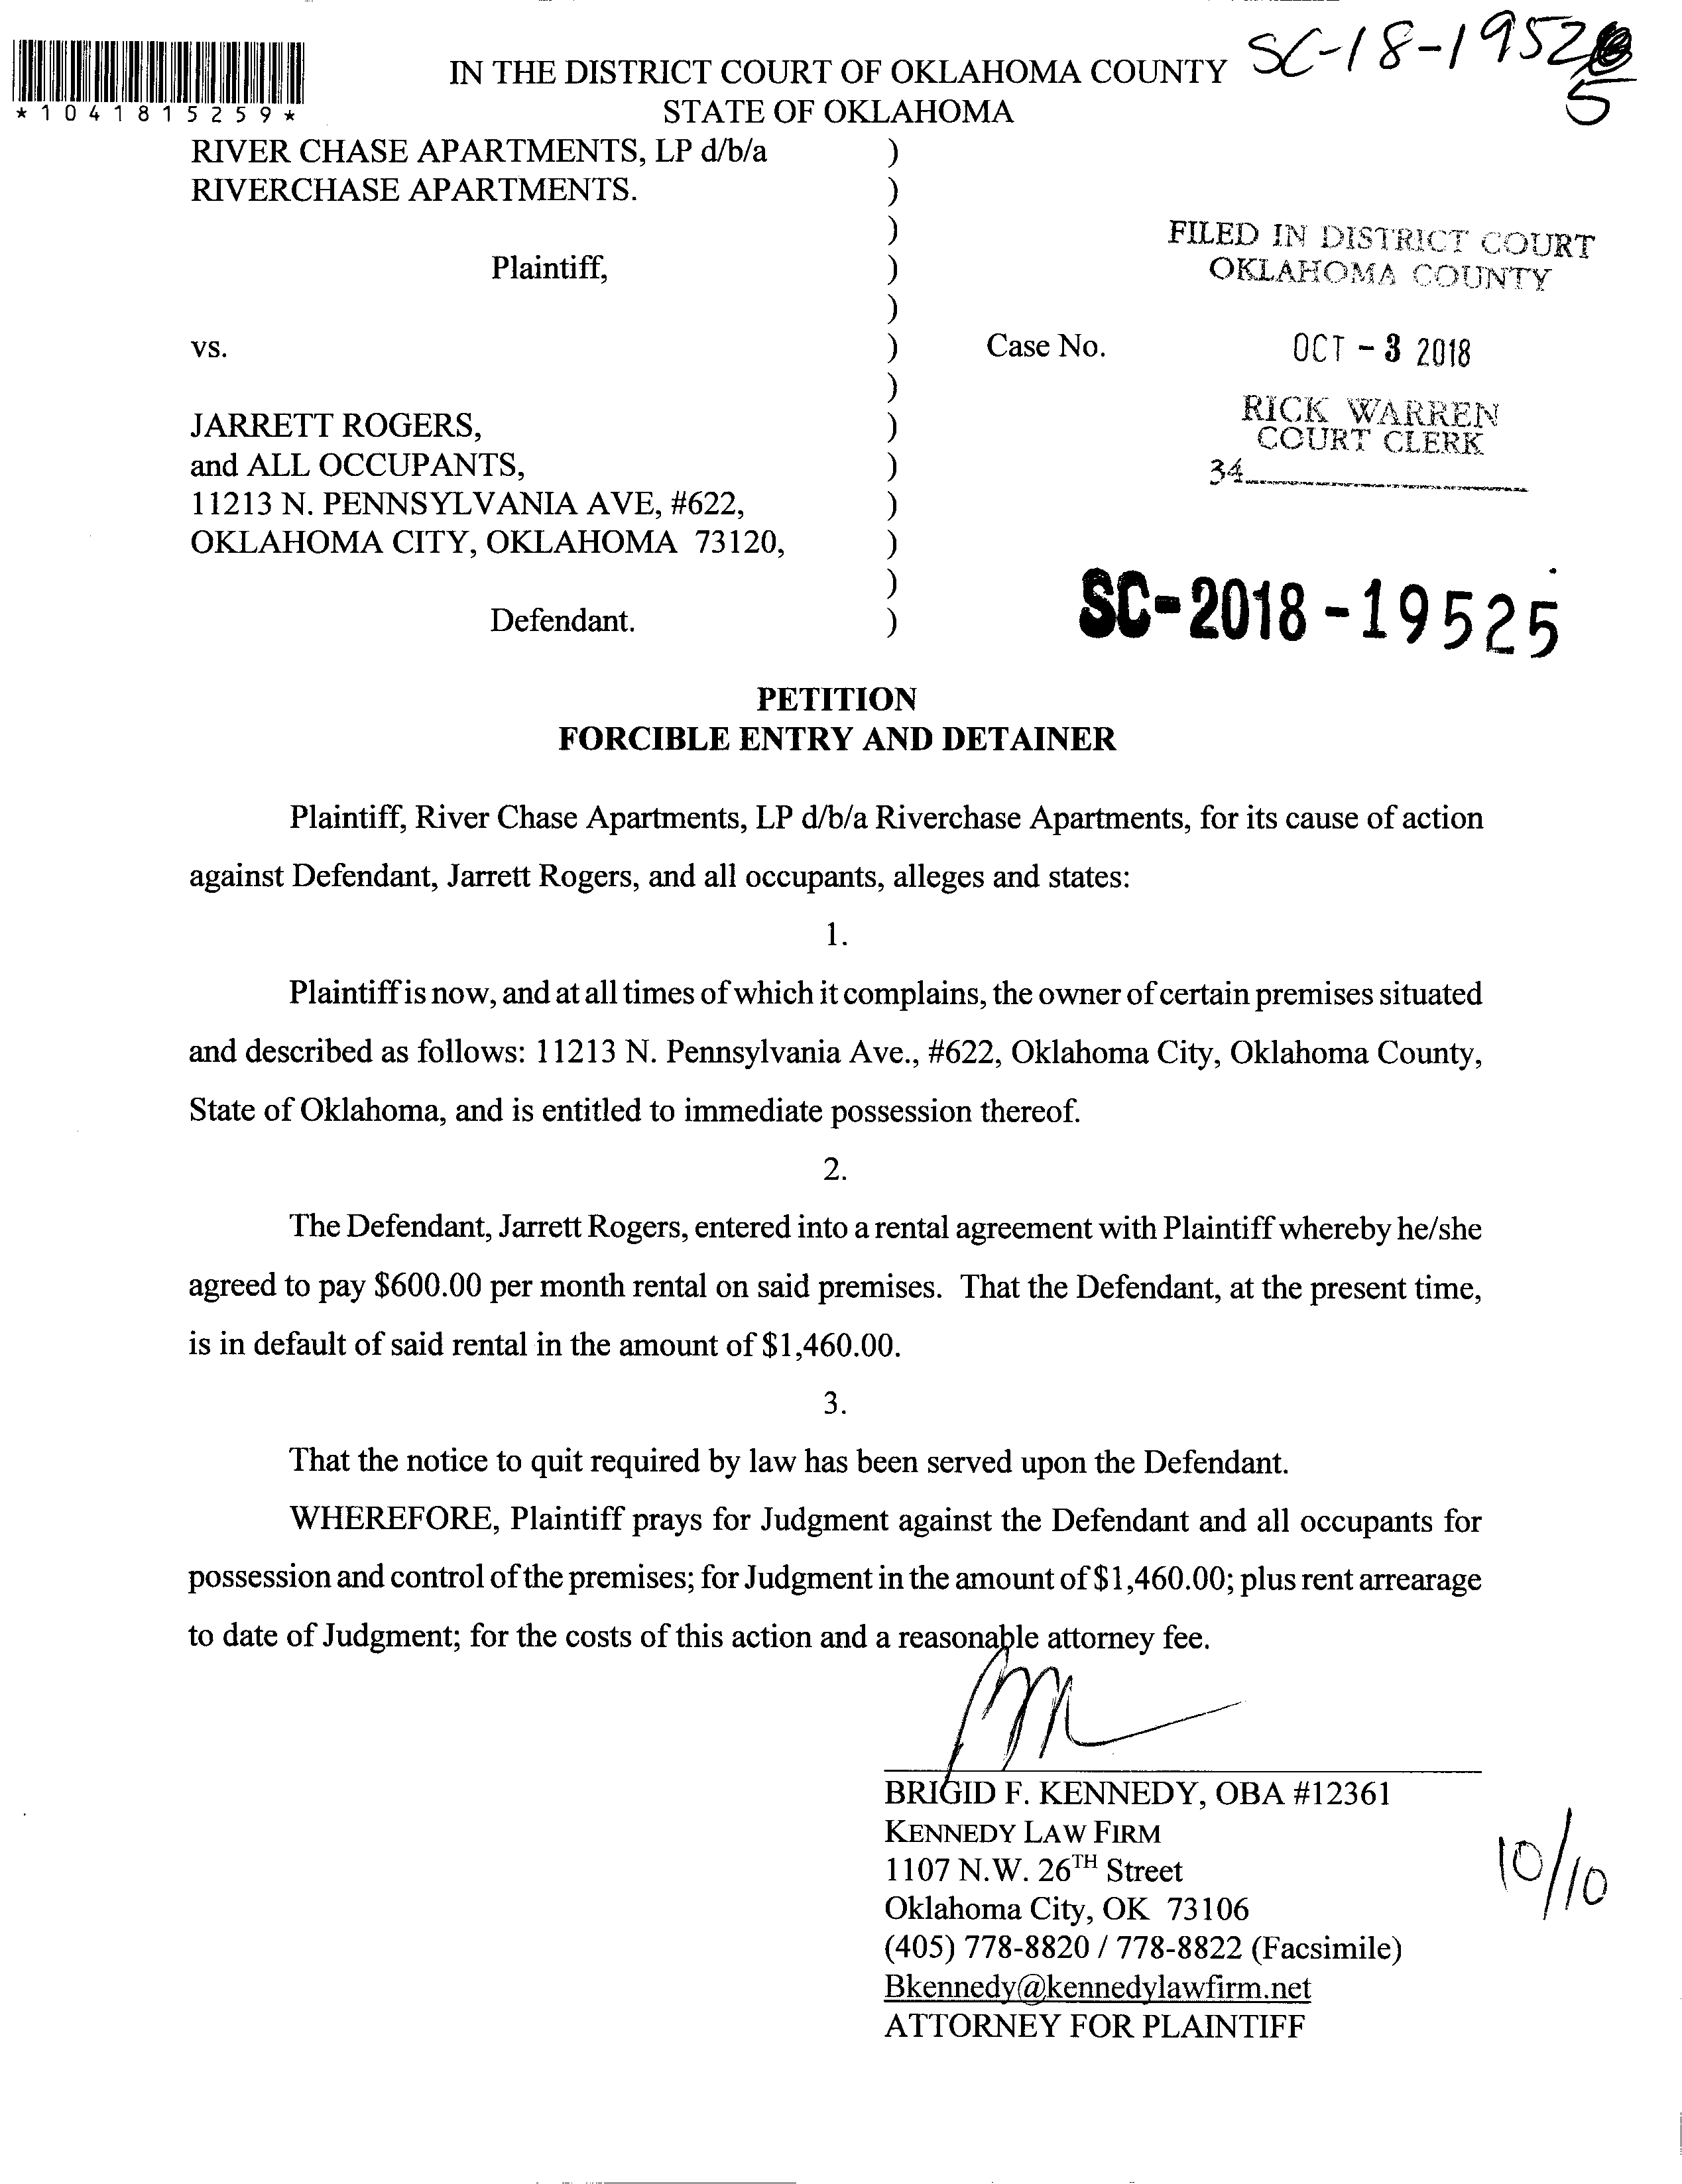 SC-18-1952
5
IN THE DISTRICT COURT OF OKLAHOMA COUNTY
STATE OF OKLAHOMA
*1041815259*
RIVER CHASE APARTMENTS, LP d/b/a )
RIVERCHASE APARTMENTS. )
)
Plaintiff, )
)
vs. ) Case No.
)
JARRETT ROGERS, )
and ALL OCCUPANTS, )
11213 N. PENNSYLVANIA AVE, #622, )
OKLAHOMA CITY, OKLAHOMA 73120, )
)
Defendant. )
FILED IN DISTRICT COURT
OKLAHOMA COUNTY
OCT - 3 2018
RICK WARREN
COURT CLERK
34
SC-2018-19525
PETITION
FORCIBLE ENTRY AND DETAINER
Plaintiff, River Chase Apartments, LP d/b/a Riverchase Apartments, for its cause of action
against Defendant, Jarrett Rogers, and all occupants, alleges and states:
1.
Plaintiff is now, and at all times of which it complains, the owner of certain premises situated
and described as follows: 11213 N. Pennsylvania Ave., #622, Oklahoma City, Oklahoma County,
State of Oklahoma, and is entitled to immediate possession thereof.
2.
The Defendant, Jarrett Rogers, entered into a rental agreement with Plaintiff whereby he/she
agreed to pay $600.00 per month rental on said premises. That the Defendant, at the present time,
is in default of said rental in the amount of $1,460.00.
3.
That the notice to quit required by law has been served upon the Defendant.
WHEREFORE, Plaintiff prays for Judgment against the Defendant and all occupants for
possession and control of the premises; for Judgment in the amount of $1,460.00; plus rent arrearage
to date of Judgment; for the costs of this action and a reasonable attorney fee.
BRIGID F. KENNEDY, OBA #12361
KENNEDY LAW FIRM
1107 N.W. 26TH Street
Oklahoma City, OK 73106
(405) 778-8820 / 778-8822 (Facsimile)
Bkennedy@kennedylawfirm.net
ATTORNEY FOR PLAINTIFF
10/10